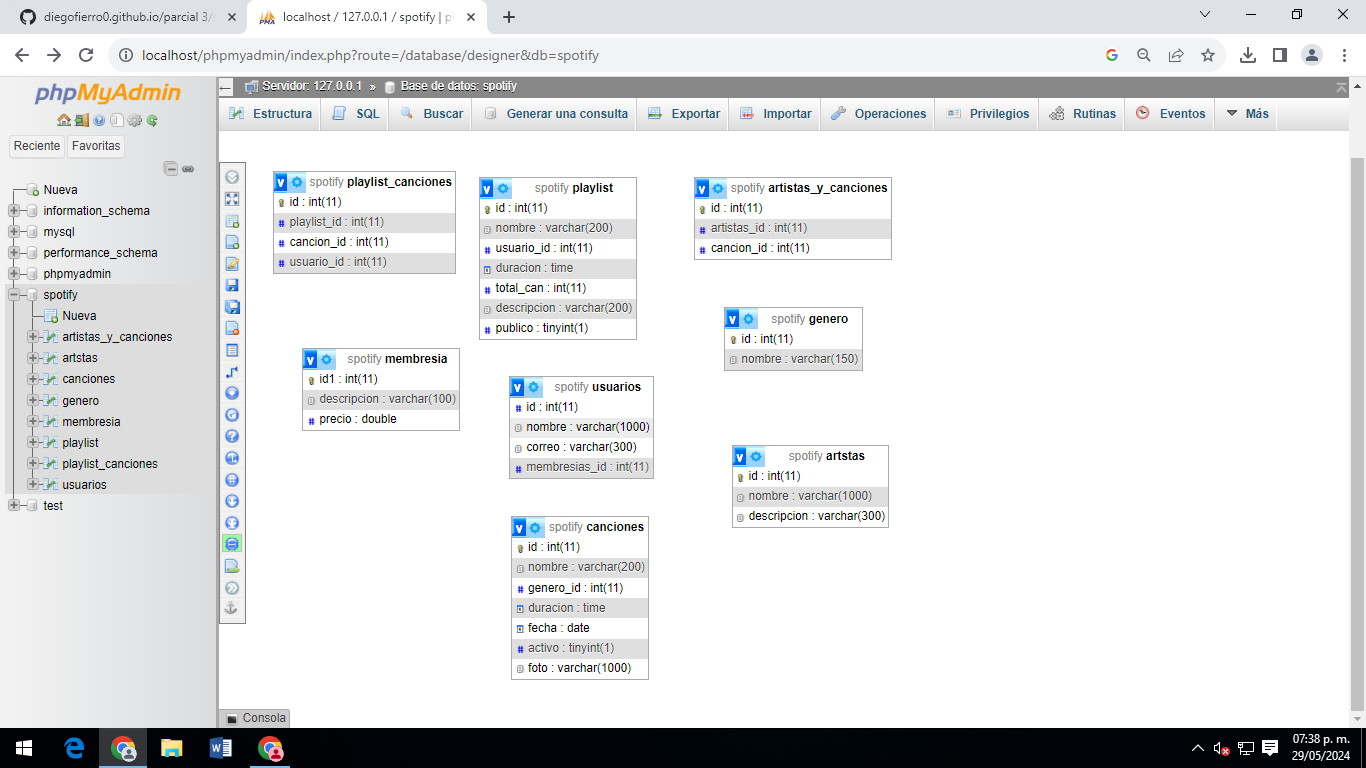 diegofierro0.github.io/parcial 3/
localhost / 127.0.0.1 / spotify | p
localhost/phpmyadmin/index.php?route=/database/designer&db=spotify
phpMyAdmin
Reciente Favoritas
Nueva
information_schema
mysql
performance_schema
phpmyadmin
spotify
Nueva
artistas_y_canciones
artstas
canciones
genero
membresia
playlist
playlist_canciones
usuarios
test
Servidor: 127.0.0.1 » Base de datos: spotify
Estructura SQL Buscar Generar una consulta Exportar Importar Operaciones Privilegios Rutinas Eventos Más
v spotify playlist_canciones
id : int(11)
# playlist_id : int(11)
# cancion_id : int(11)
# usuario_id : int(11)
v spotify playlist
id : int(11)
nombre : varchar(200)
# usuario_id : int(11)
duracion : time
# total_can : int(11)
descripcion : varchar(200)
# publico : tinyint(1)
v spotify artistas_y_canciones
id : int(11)
# artistas_id : int(11)
# cancion_id : int(11)
v spotify genero
id : int(11)
nombre : varchar(150)
v spotify membresia
id1 : int(11)
descripcion : varchar(100)
# precio : double
v spotify usuarios
# id : int(11)
nombre : varchar(1000)
correo : varchar(300)
# membresias_id : int(11)
v spotify artstas
id : int(11)
nombre : varchar(1000)
descripcion : varchar(300)
v spotify canciones
id : int(11)
nombre : varchar(200)
# genero_id : int(11)
duracion : time
fecha : date
# activo : tinyint(1)
foto : varchar(1000)
Consola
07:38 p. m.
29/05/2024